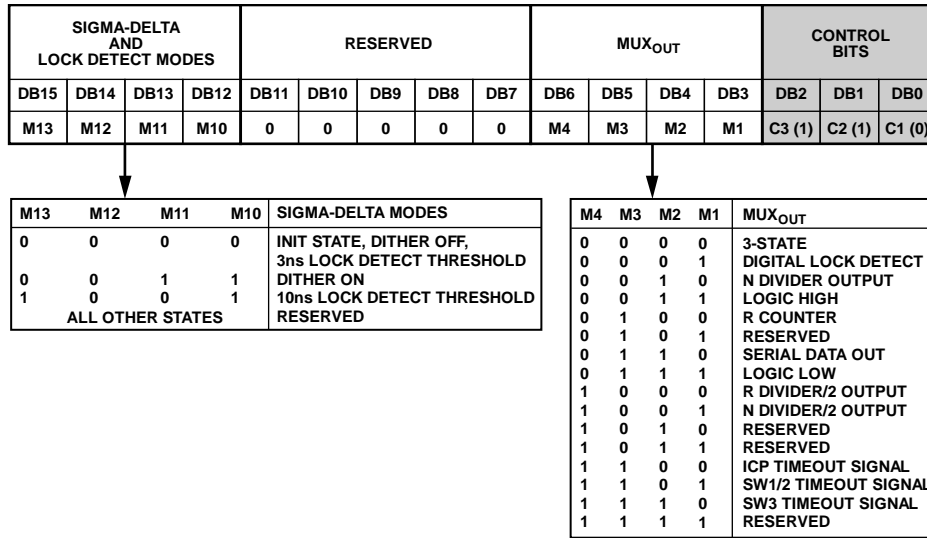 SIGMA-DELTA
AND
LOCK DETECT MODES
RESERVED
MUXOUT
CONTROL
BITS
DB15 DB14 DB13 DB12 DB11 DB10 DB9 DB8 DB7 DB6 DB5 DB4 DB3 DB2 DB1 DB0
M13 M12 M11 M10 0 0 0 0 0 M4 M3 M2 M1 C3 (1) C2 (1) C1 (0)
M13 M12 M11 M10 SIGMA-DELTA MODES
0 0 0 0 INIT STATE, DITHER OFF,
3ns LOCK DETECT THRESHOLD
0 0 1 1 DITHER ON
1 0 0 1 10ns LOCK DETECT THRESHOLD
ALL OTHER STATES RESERVED
M4 M3 M2 M1 MUXOUT
0 0 0 0 3-STATE
0 0 0 1 DIGITAL LOCK DETECT
0 0 1 0 N DIVIDER OUTPUT
0 0 1 1 LOGIC HIGH
0 1 0 0 R COUNTER
0 1 0 1 RESERVED
0 1 1 0 SERIAL DATA OUT
0 1 1 1 LOGIC LOW
1 0 0 0 R DIVIDER/2 OUTPUT
1 0 0 1 N DIVIDER/2 OUTPUT
1 0 1 0 RESERVED
1 0 1 1 RESERVED
1 1 0 0 ICP TIMEOUT SIGNAL
1 1 0 1 SW1/2 TIMEOUT SIGNAL
1 1 1 0 SW3 TIMEOUT SIGNAL
1 1 1 1 RESERVED